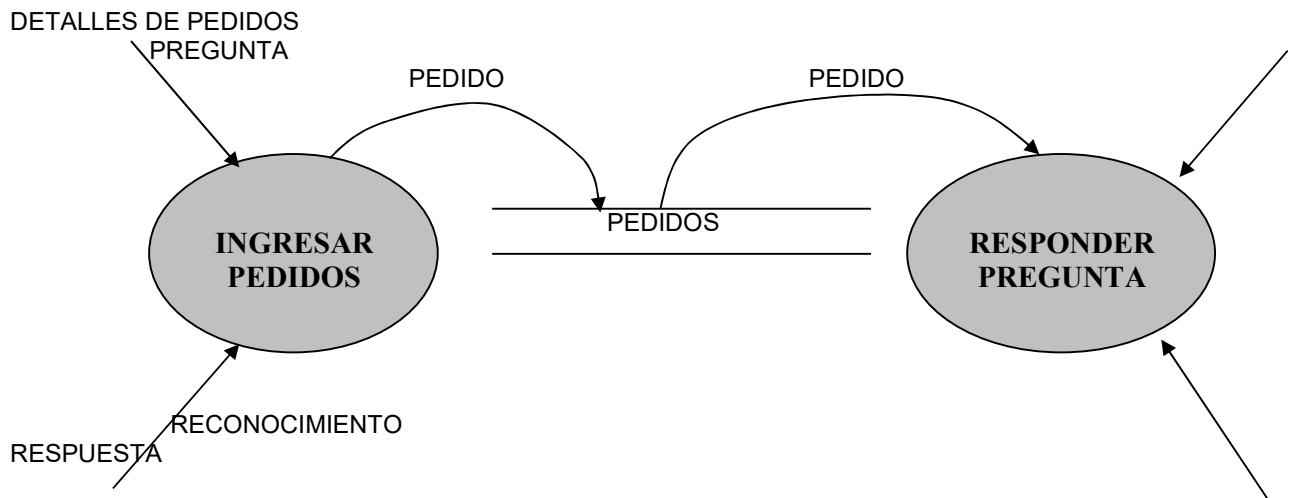 DETALLES DE PEDIDOS
PREGUNTA
PEDIDO
PEDIDO
PEDIDOS
INGRESAR
PEDIDOS
RESPONDER
PREGUNTA
RECONOCIMIENTO
RESPUESTA